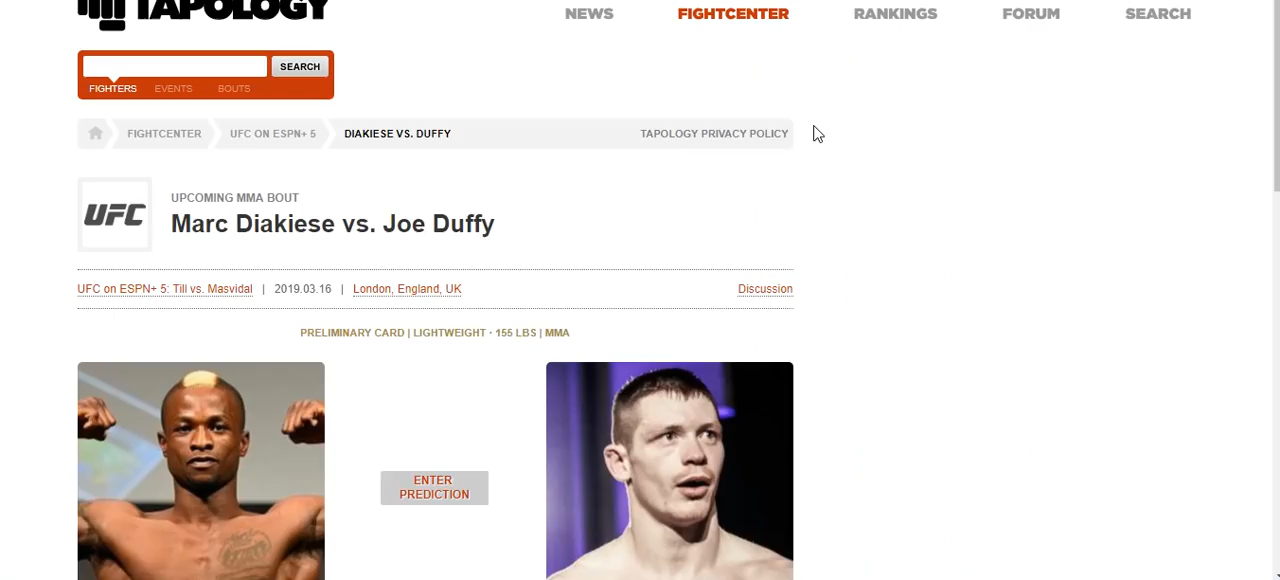 TAPOLOGY
NEWS FIGHTCENTER RANKINGS FORUM SEARCH
SEARCH
FIGHTERS EVENTS BOUTS
FIGHTCENTER UFC ON ESPN+ 5 DIAKIESE VS. DUFFY TAPOLOGY PRIVACY POLICY
UFC
UPCOMING MMA BOUT
Marc Diakiese vs. Joe Duffy
UFC on ESPN+ 5: Till vs. Masvidal | 2019.03.16 | London, England, UK Discussion
PRELIMINARY CARD | LIGHTWEIGHT · 155 LBS | MMA
ENTER
PREDICTION